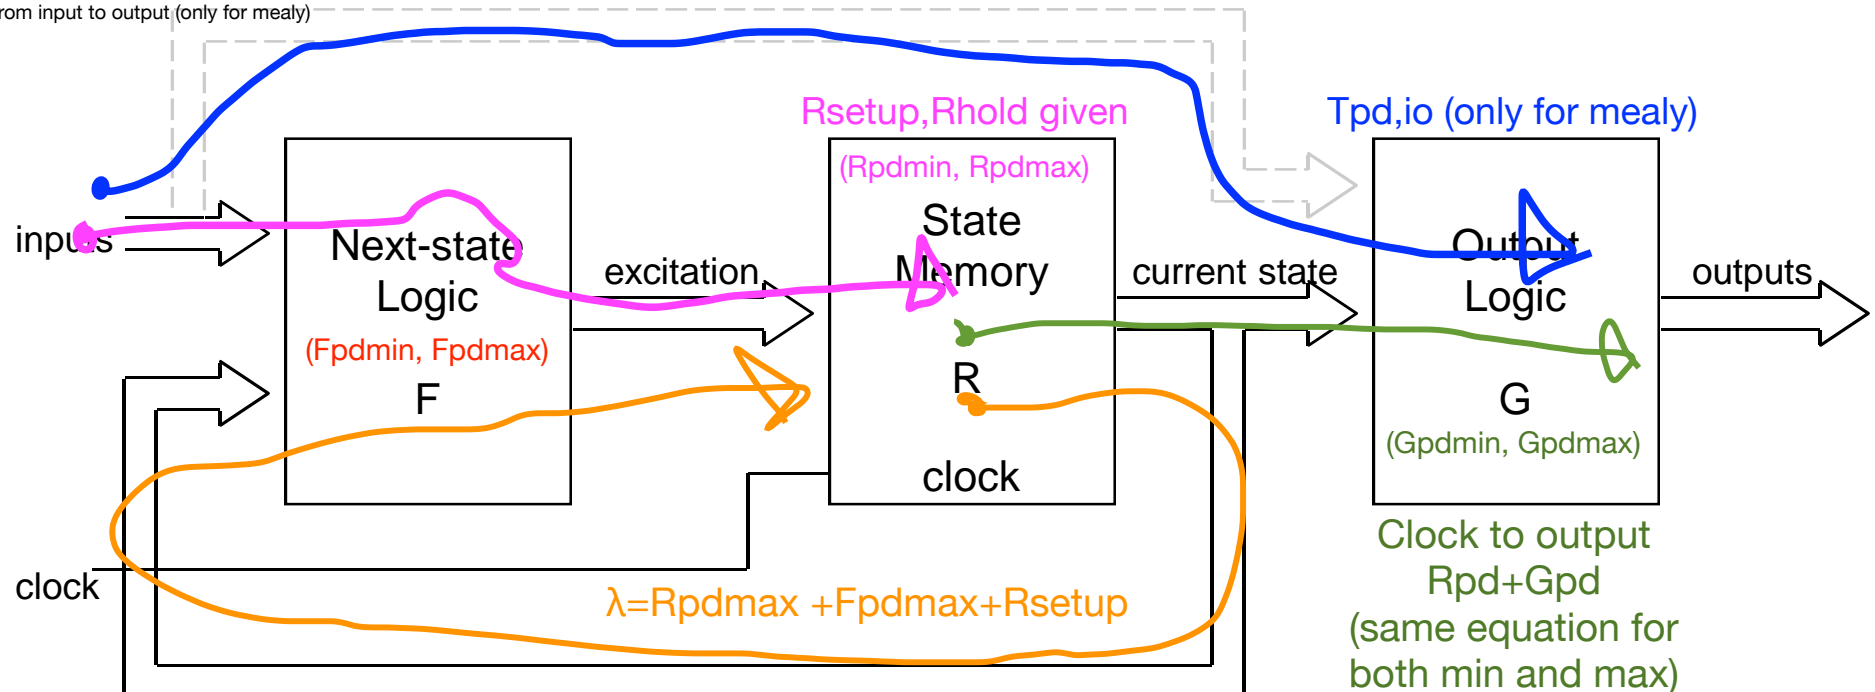 rom input to output (only for mealy)
Rsetup,Rhold given
Tpd,io (only for mealy)
(Rpdmin, Rpdmax)
inputs
Next-state
Logic
(Fpdmin, Fpdmax)
F
excitation
State
Memory
R
clock
current state
Output
Logic
G
(Gpdmin, Gpdmax)
outputs
clock
λ=Rpdmax +Fpdmax+Rsetup
Clock to output
Rpd+Gpd
(same equation for
both min and max)